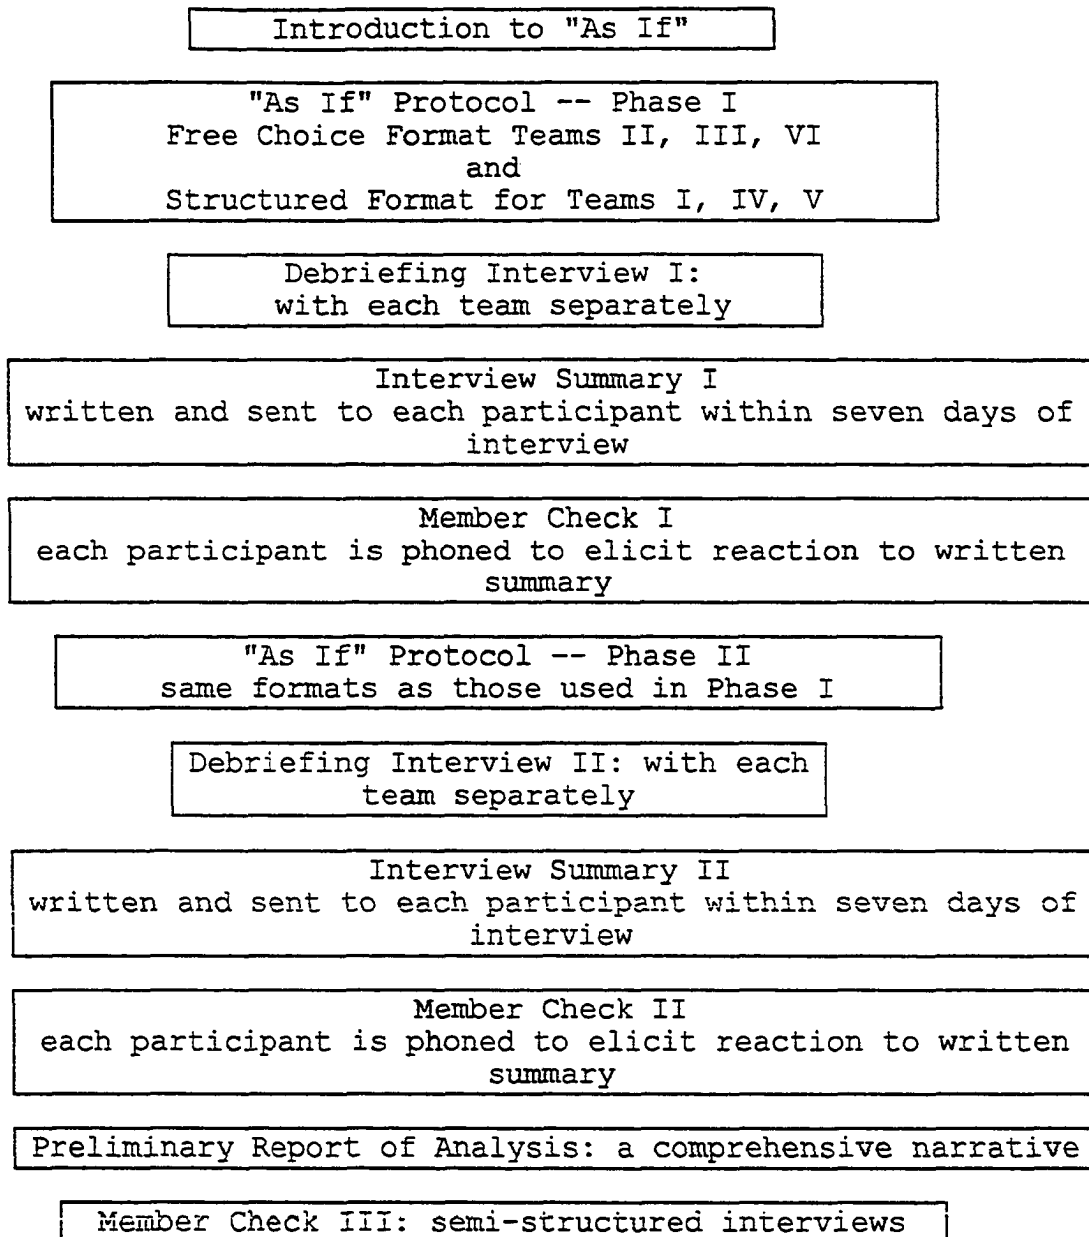 Introduction to "As If"
"As If" Protocol -- Phase I
Free Choice Format Teams II, III, VI
and
Structured Format for Teams I, IV, V
Debriefing Interview I:
with each team separately
Interview Summary I
written and sent to each participant within seven days of
interview
Member Check I
each participant is phoned to elicit reaction to written
summary
"As If" Protocol -- Phase II
same formats as those used in Phase I
Debriefing Interview II: with each
team separately
Interview Summary II
written and sent to each participant within seven days of
interview
Member Check II
each participant is phoned to elicit reaction to written
summary
Preliminary Report of Analysis: a comprehensive narrative
Member Check III: semi-structured interviews